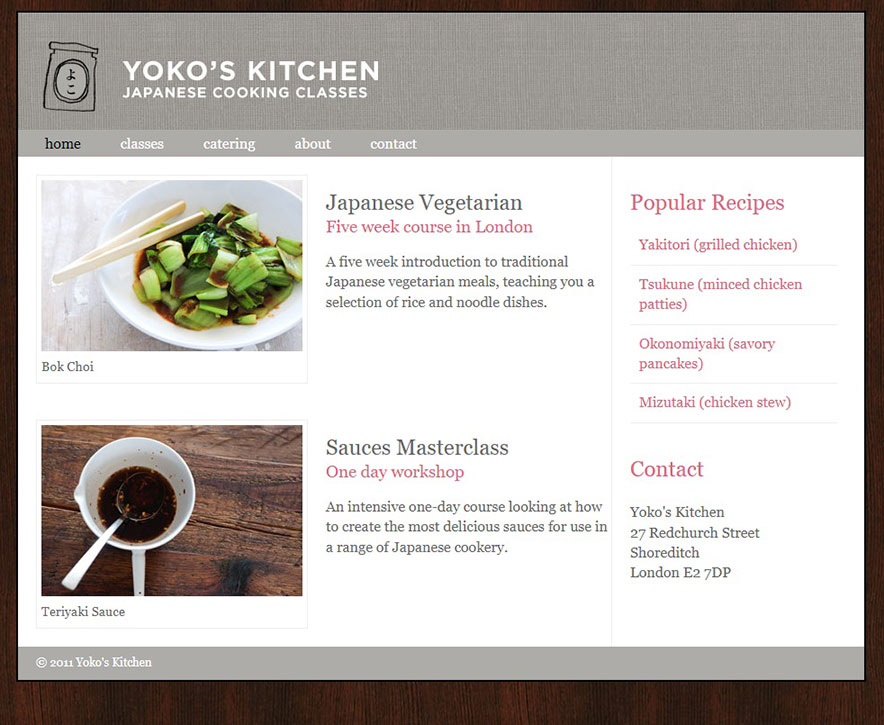 よこ
YOKO'S KITCHEN
JAPANESE COOKING CLASSES
home classes catering about contact
Bok Choi
Japanese Vegetarian
Five week course in London
A five week introduction to traditional
Japanese vegetarian meals, teaching you a
selection of rice and noodle dishes.
Teriyaki Sauce
Sauces Masterclass
One day workshop
An intensive one-day course looking at how
to create the most delicious sauces for use in
a range of Japanese cookery.
Popular Recipes
Yakitori (grilled chicken)
Tsukune (minced chicken
patties)
Okonomiyaki (savory
pancakes)
Mizutaki (chicken stew)
Contact
Yoko's Kitchen
27 Redchurch Street
Shoreditch
London E2 7DP
© 2011 Yoko's Kitchen